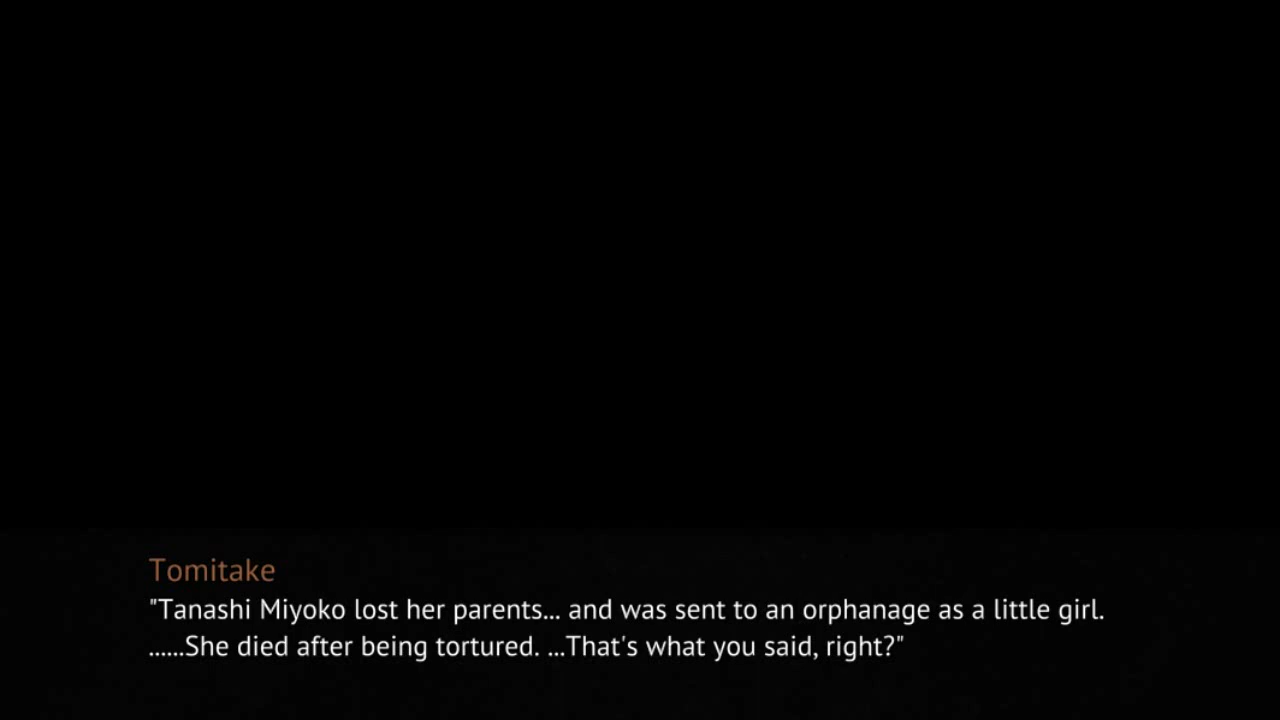 Tomitake
"Tanashi Miyoko lost her parents... and was sent to an orphanage as a little girl.
......She died after being tortured. ...That's what you said, right?"